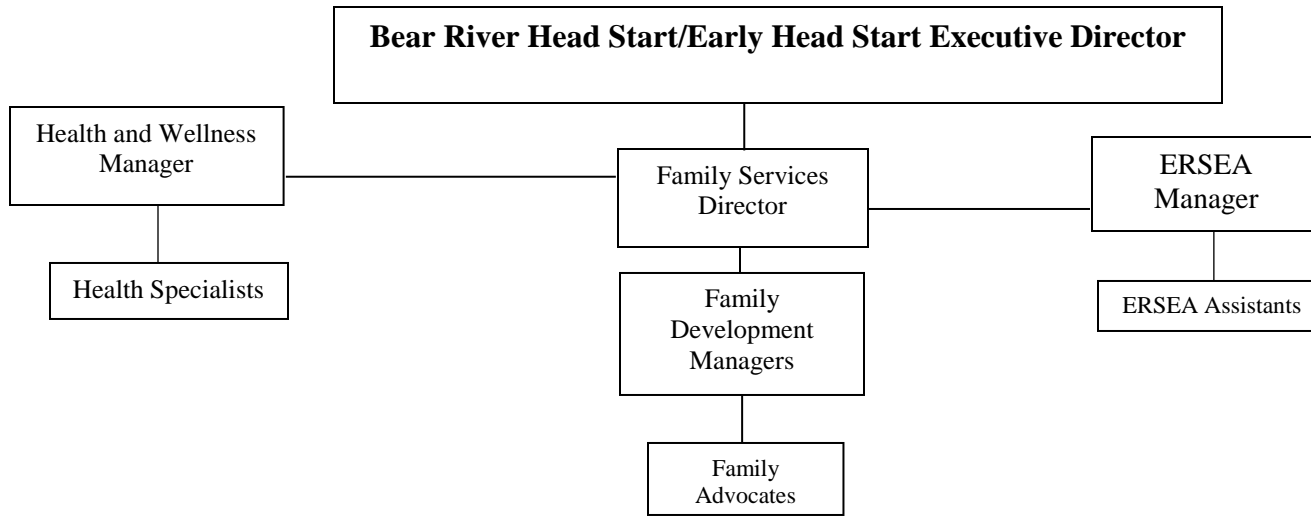 Bear River Head Start/Early Head Start Executive Director
Health and Wellness
Manager
Family Services
Director
ERSEA
Manager
Health Specialists
Family
Development
Managers
ERSEA Assistants
Family
Advocates